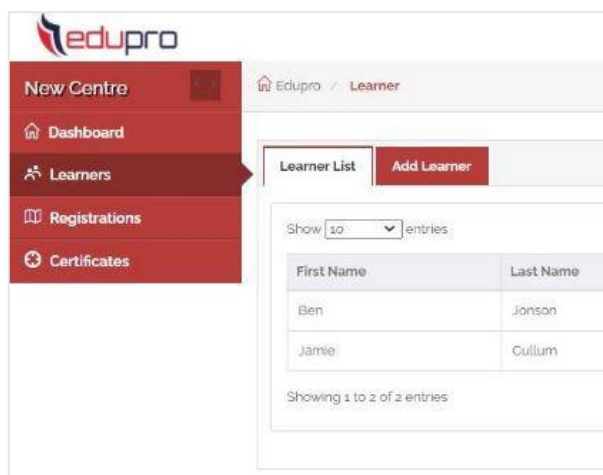 edupro
New Centre
Edupro / Learner
Dashboard
Learners
Registrations
Certificates
Learner List
Add Learner
Show 10 entries
First Name Last Name
Ben Jonson
Jamie Cullum
Showing 1 to 2 of 2 entries